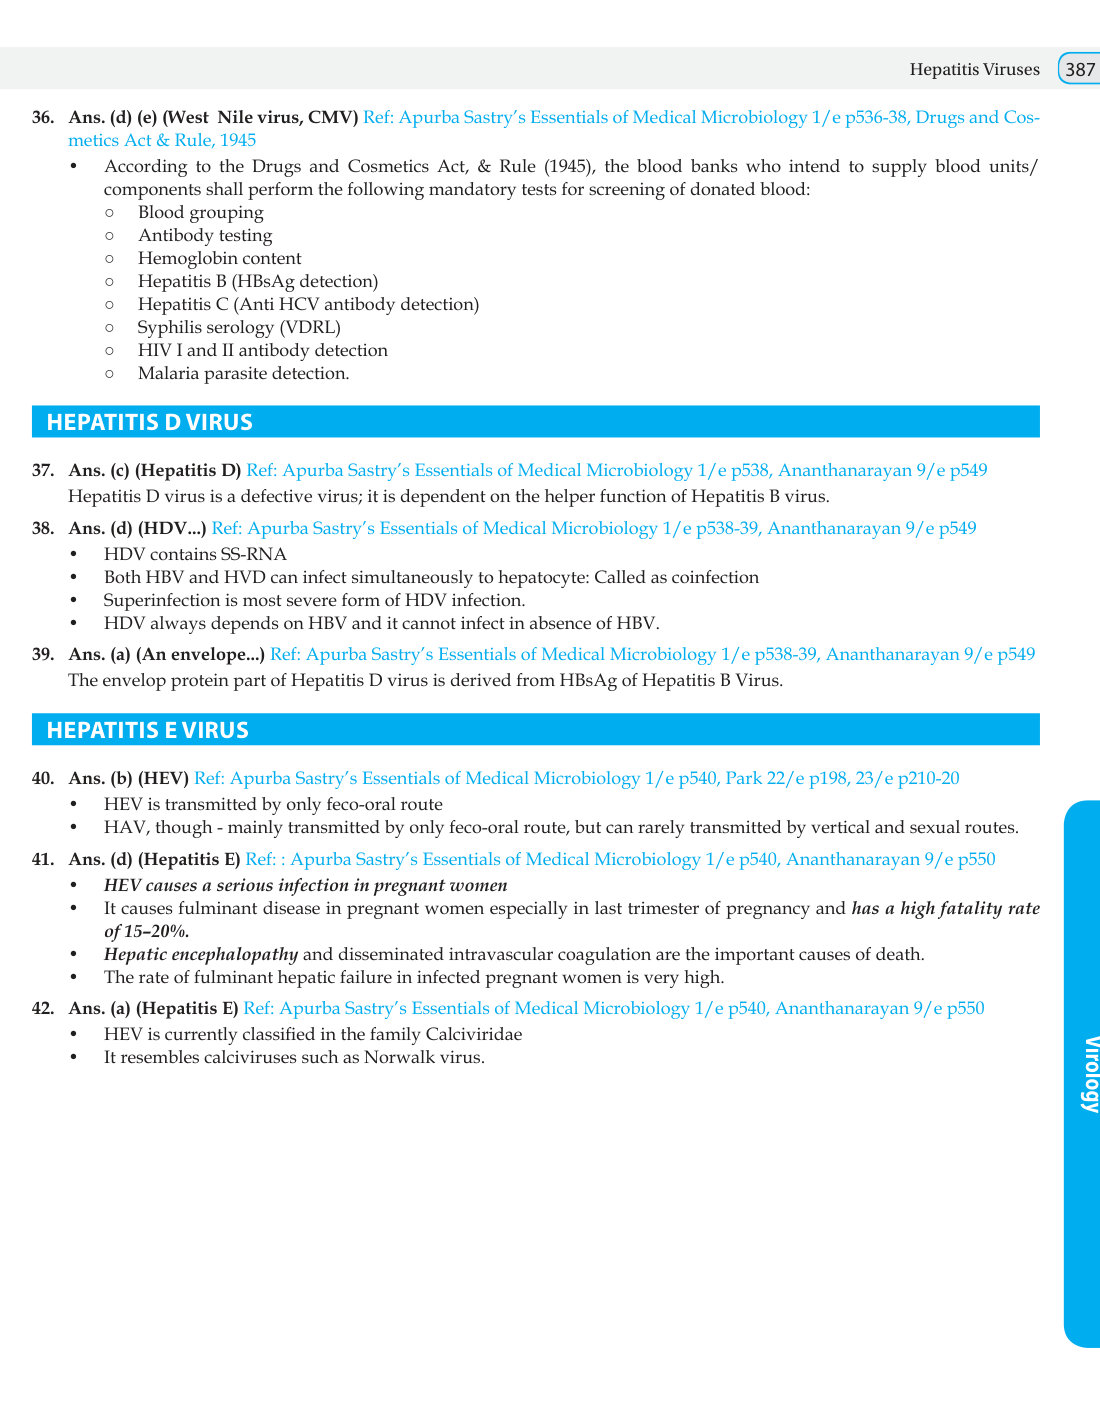 Hepatitis Viruses 387
36. Ans. (d) (e) (West Nile virus, CMV) Ref: Apurba Sastry's Essentials of Medical Microbiology 1/e p536-38, Drugs and Cos-
metics Act & Rule, 1945
• According to the Drugs and Cosmetics Act, & Rule (1945), the blood banks who intend to supply blood units/
components shall perform the following mandatory tests for screening of donated blood:
○ Blood grouping
○ Antibody testing
○ Hemoglobin content
○ Hepatitis B (HBsAg detection)
○ Hepatitis C (Anti HCV antibody detection)
○ Syphilis serology (VDRL)
○ HIV I and II antibody detection
○ Malaria parasite detection.
HEPATITIS D VIRUS
37. Ans. (c) (Hepatitis D) Ref: Apurba Sastry's Essentials of Medical Microbiology 1/e p538, Ananthanarayan 9/e p549
Hepatitis D virus is a defective virus; it is dependent on the helper function of Hepatitis B virus.
38. Ans. (d) (HDV...) Ref: Apurba Sastry's Essentials of Medical Microbiology 1/e p538-39, Ananthanarayan 9/e p549
• HDV contains SS-RNA
• Both HBV and HVD can infect simultaneously to hepatocyte: Called as coinfection
• Superinfection is most severe form of HDV infection.
• HDV always depends on HBV and it cannot infect in absence of HBV.
39. Ans. (a) (An envelope...) Ref: Apurba Sastry's Essentials of Medical Microbiology 1/e p538-39, Ananthanarayan 9/e p549
The envelop protein part of Hepatitis D virus is derived from HBsAg of Hepatitis B Virus.
HEPATITIS E VIRUS
40. Ans. (b) (HEV) Ref: Apurba Sastry's Essentials of Medical Microbiology 1/e p540, Park 22/e p198, 23/e p210-20
• HEV is transmitted by only feco-oral route
• HAV, though - mainly transmitted by only feco-oral route, but can rarely transmitted by vertical and sexual routes.
41. Ans. (d) (Hepatitis E) Ref: : Apurba Sastry's Essentials of Medical Microbiology 1/e p540, Ananthanarayan 9/e p550
• HEV causes a serious infection in pregnant women
• It causes fulminant disease in pregnant women especially in last trimester of pregnancy and has a high fatality rate
of 15–20%.
• Hepatic encephalopathy and disseminated intravascular coagulation are the important causes of death.
• The rate of fulminant hepatic failure in infected pregnant women is very high.
42. Ans. (a) (Hepatitis E) Ref: Apurba Sastry's Essentials of Medical Microbiology 1/e p540, Ananthanarayan 9/e p550
• HEV is currently classified in the family Calciviridae
• It resembles calciviruses such as Norwalk virus.
Virology